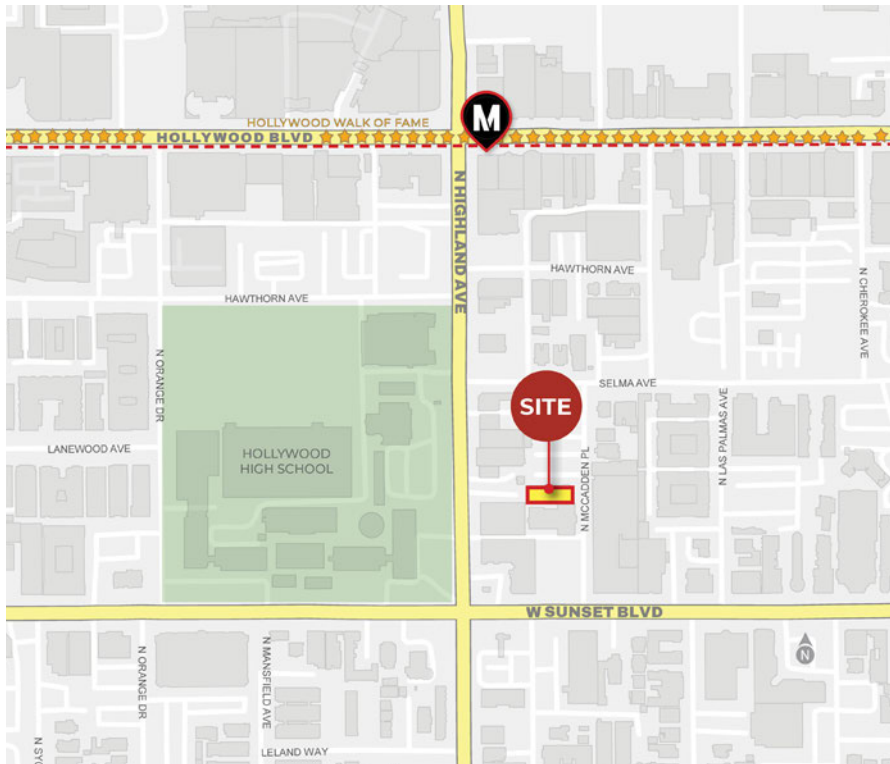 HOLLYWOOD WALK OF FAME
M
HOLLYWOOD BLVD
N HIGHLAND AVE
HAWTHORN AVE
HAWTHORN AVE
N CHEROKEE AVE
N ORANGE DR
SELMA AVE
SITE
N LAS PALMAS AVE
LANEWOOD AVE
HOLLYWOOD
HIGH SCHOOL
N MCCADDEN PL
W SUNSET BLVD
N ORANGE DR
N MANSFIELD AVE
N
N SYC
LELAND WAY